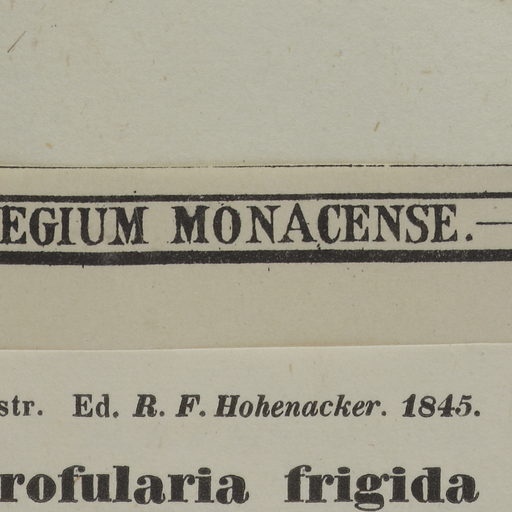 EGIUM MONACENSE.—
str. Ed. R. F. Hohenacker. 1845.
rofularia frigida